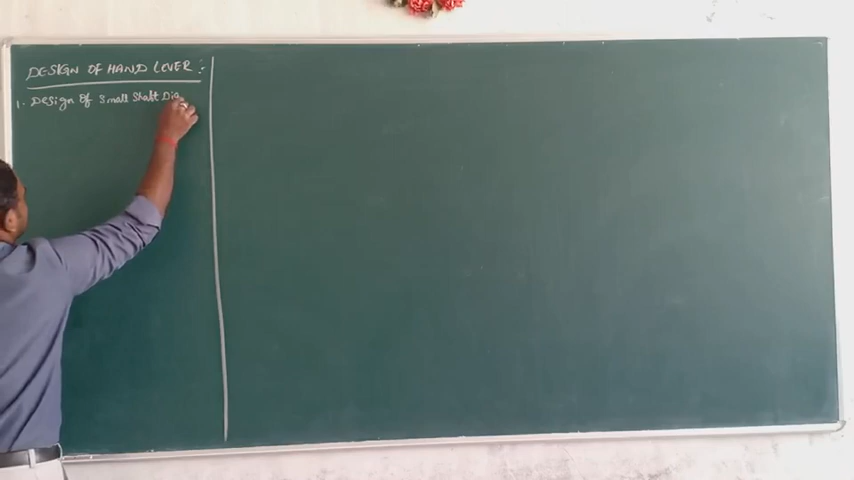 DESIGN OF HAND LEVER :-
1. Design Of Small Shaft Dia